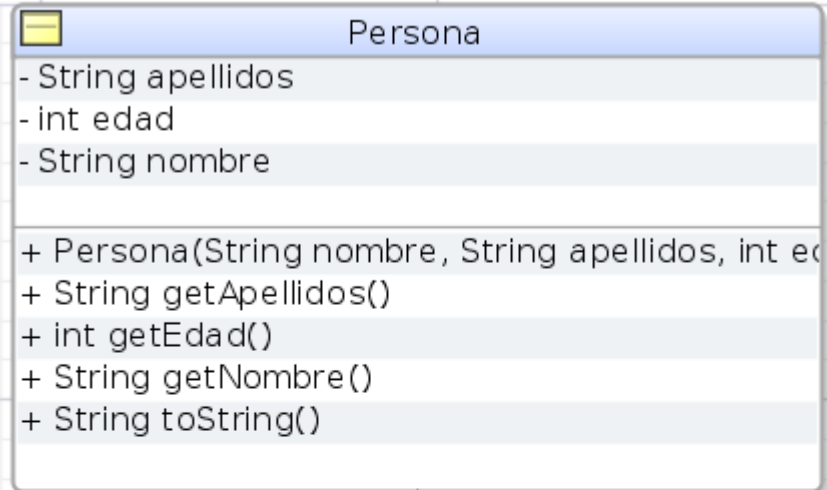 Persona
- String apellidos
- int edad
- String nombre
+ Persona(String nombre, String apellidos, int
+ String getApellidos()
+ int getEdad()
+ String getNombre()
+ String toString()